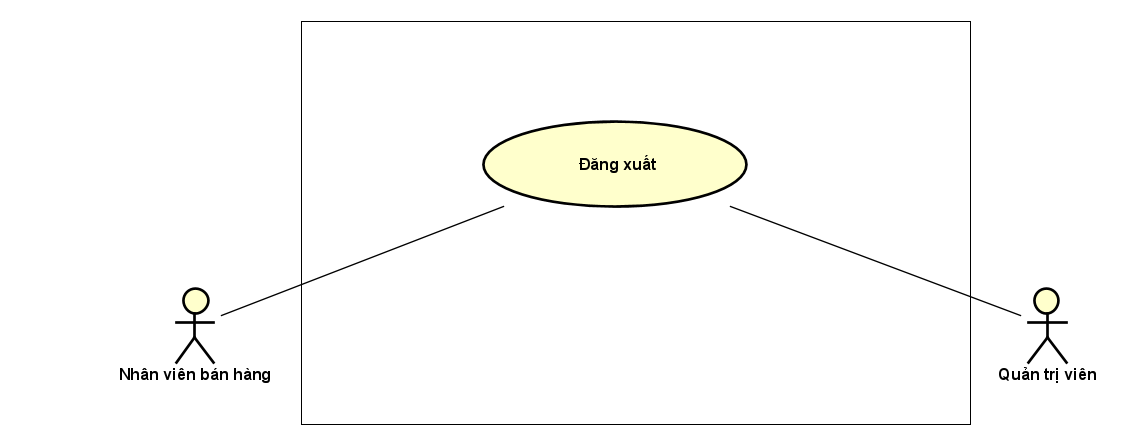 Đăng xuất
Nhân viên bán hàng
Quản trị viên